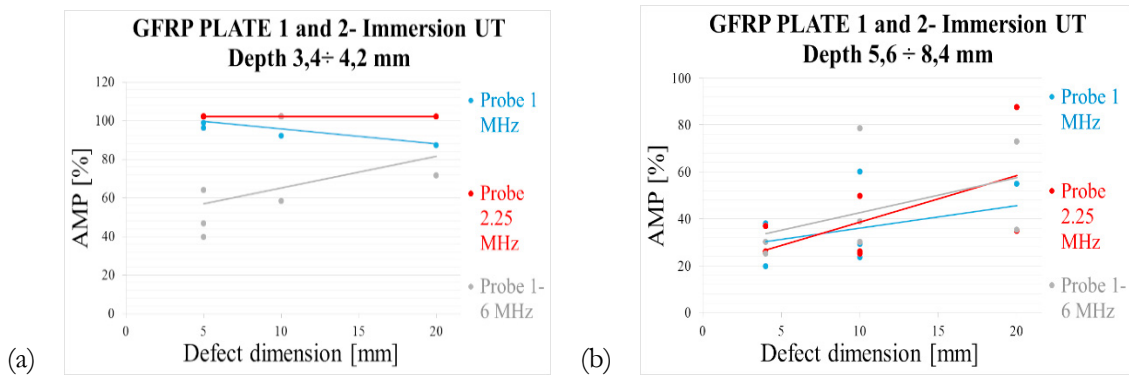 GFRP PLATE 1 and 2- Immersion UT
Depth 3,4÷ 4,2 mm
120
100
80
60
40
20
0
AMP [%]
0
5
10
15
20
Defect dimension [mm]
Probe 1
MHz
Probe
2.25
MHz
Probe 1-
6 MHz
(a)
GFRP PLATE 1 and 2- Immersion UT
Depth 5,6 ÷ 8,4 mm
100
80
60
40
20
0
AMP [%]
0
5
10
15
20
Defect dimension [mm]
Probe 1
MHz
Probe
2.25
MHz
Probe 1-
6 MHz
(b)